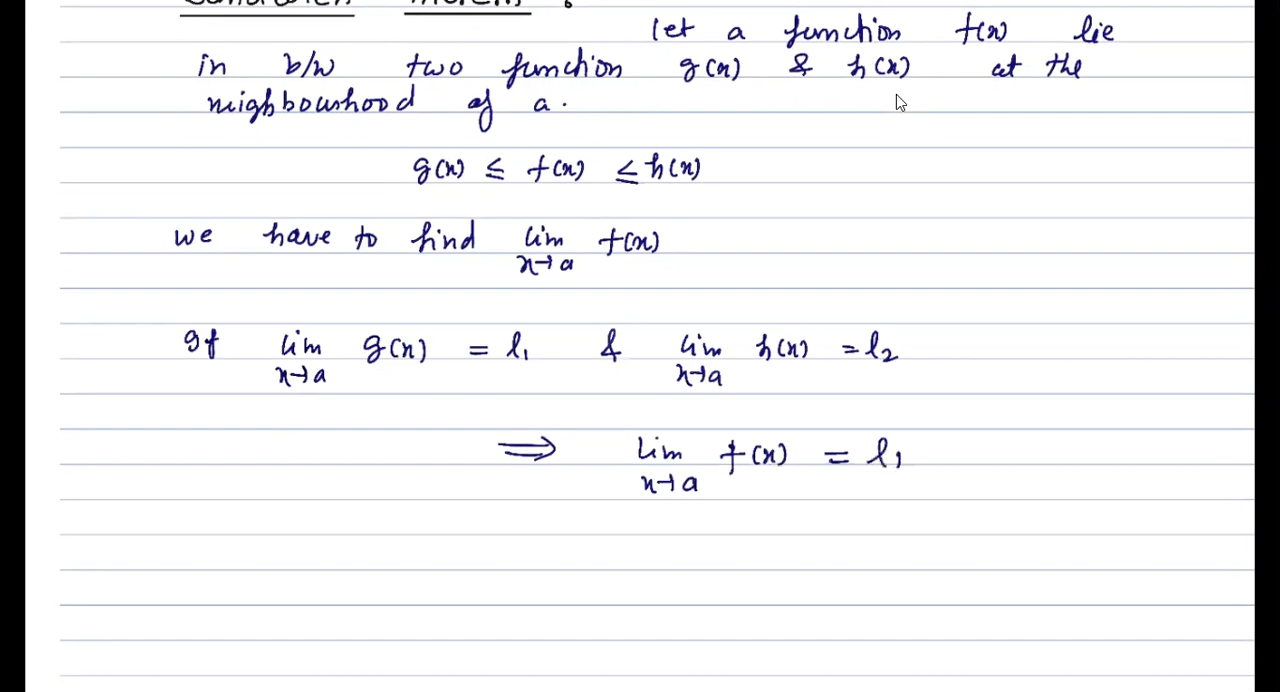 let a function f(x) lie
in b/w two function g(x) & h(x) at the
neighbourhood of a.
g(x) ≤ f(x) ≤ h(x)
we have to find lim f(x)
x→a
If lim g(x) = l₁ & lim h(x) = l₂
x→a x→a
⟹ lim f(x) = l₁
x→a